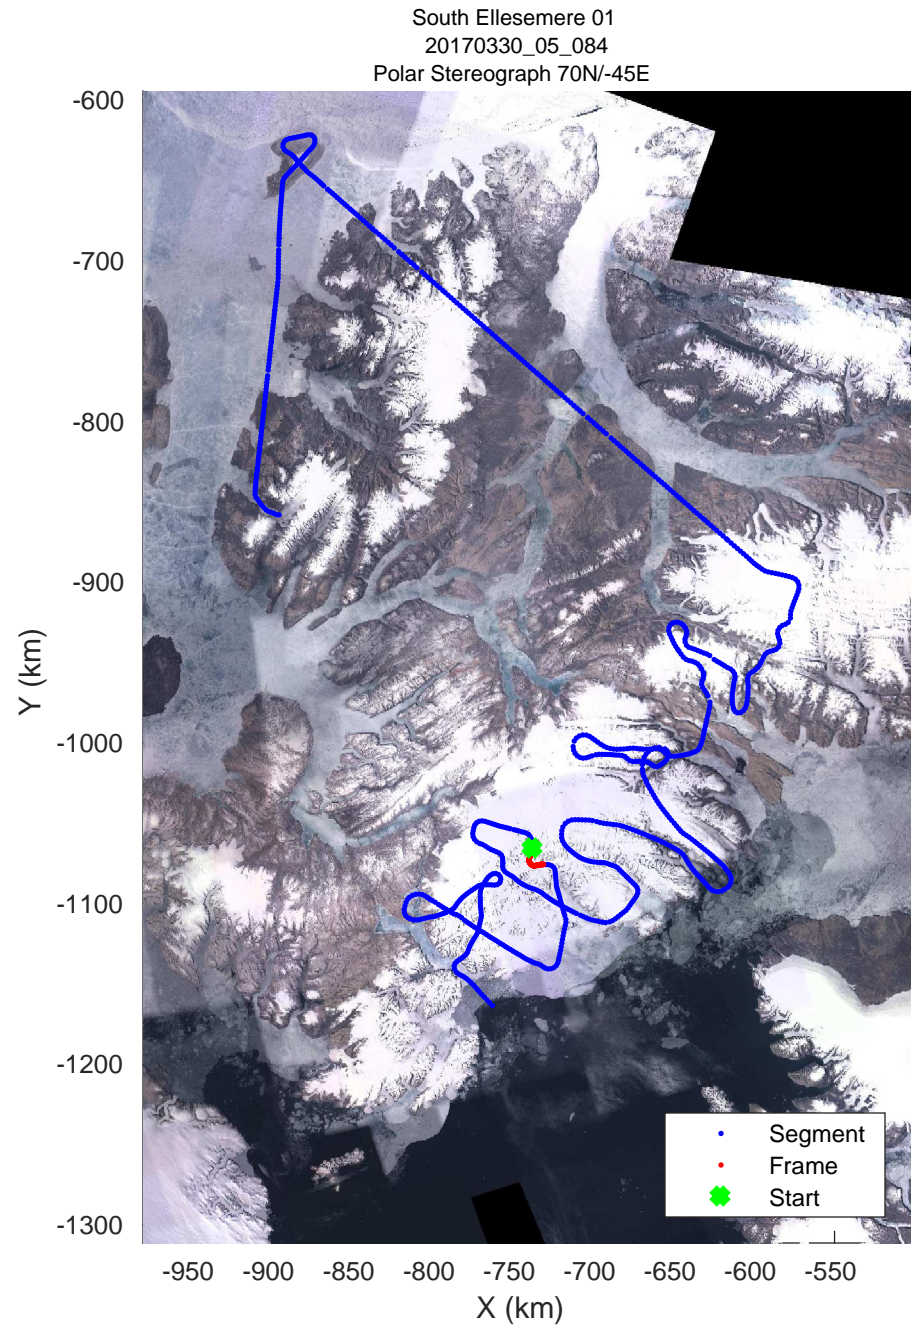 South Ellesemere 01
20170330_05_084
Polar Stereograph 70N/-45E
-600
-700
-800
-900
-1000
-1100
-1200
-1300
Y (km)
Segment
Frame
Start
-950 -900 -850 -800 -750 -700 -650 -600 -550
X (km)